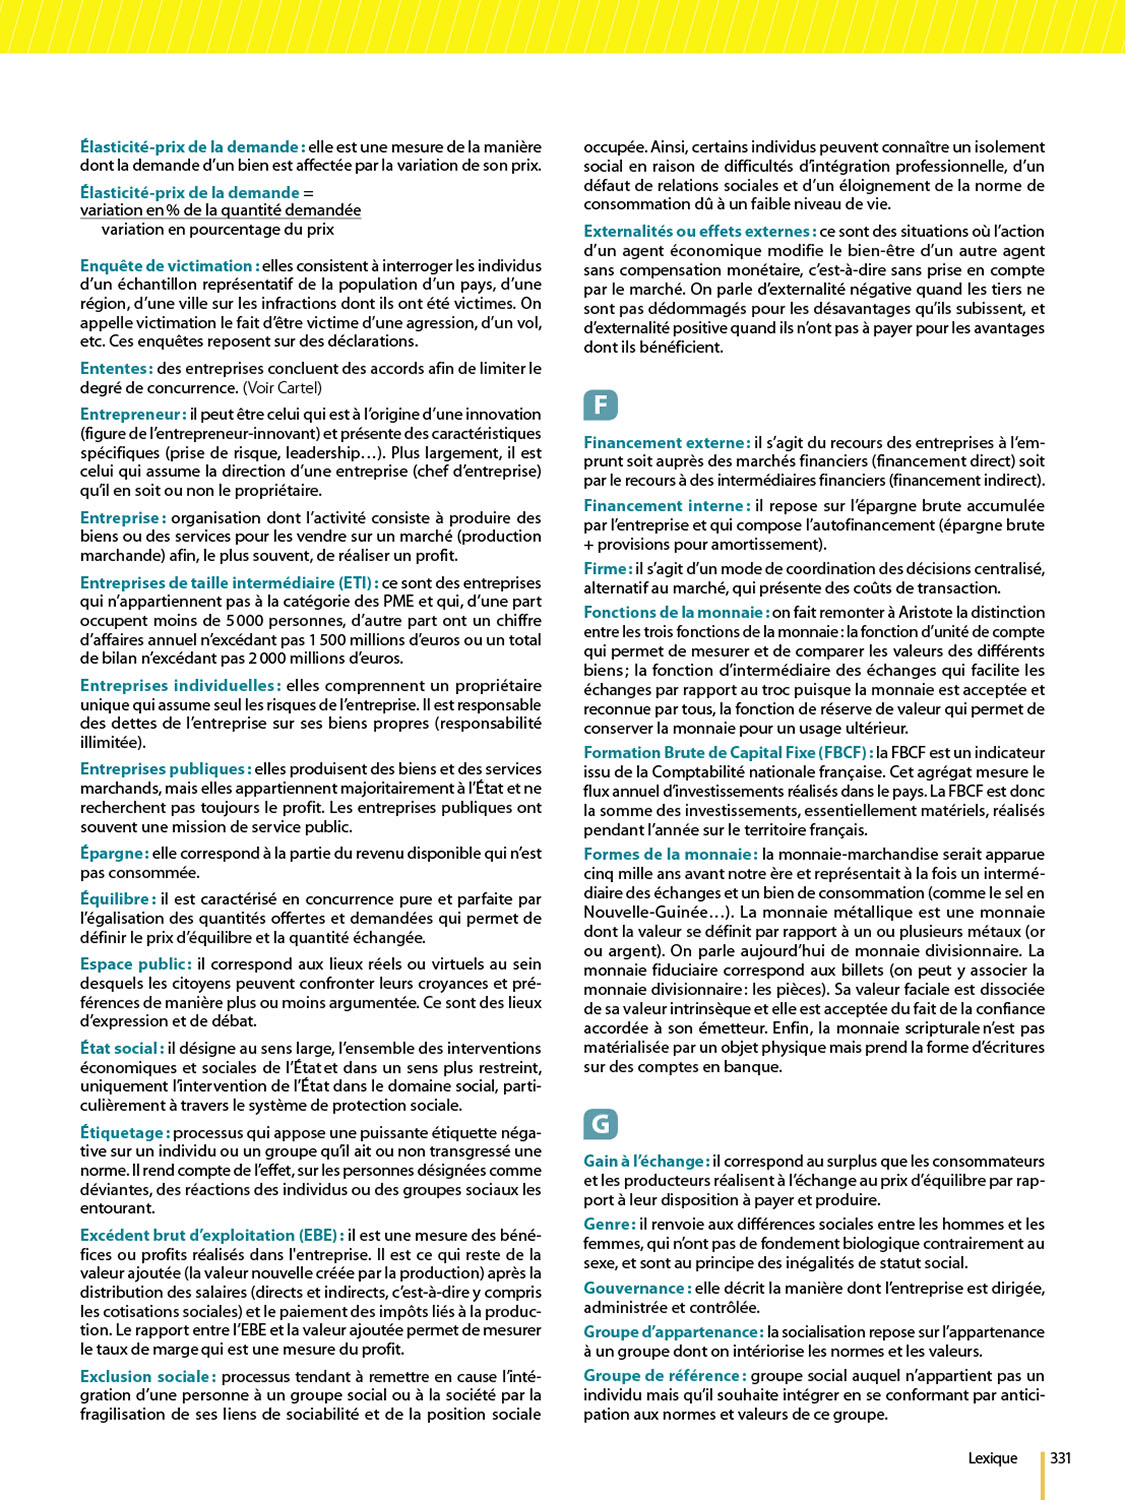 Élasticité-prix de la demande : elle est une mesure de la manière
dont la demande d’un bien est affectée par la variation de son prix.
Élasticité-prix de la demande =
variation en % de la quantité demandée
variation en pourcentage du prix
Enquête de victimation : elles consistent à interroger les individus
d’un échantillon représentatif de la population d’un pays, d’une
région, d’une ville sur les infractions dont ils ont été victimes. On
appelle victimation le fait d’être victime d’une agression, d’un vol,
etc. Ces enquêtes reposent sur des déclarations.
Ententes : des entreprises concluent des accords afin de limiter le
degré de concurrence. (Voir Cartel)
Entrepreneur : il peut être celui qui est à l’origine d’une innovation
(figure de l’entrepreneur-innovant) et présente des caractéristiques
spécifiques (prise de risque, leadership…). Plus largement, il est
celui qui assume la direction d’une entreprise (chef d’entreprise)
qu’il en soit ou non le propriétaire.
Entreprise : organisation dont l’activité consiste à produire des
biens ou des services pour les vendre sur un marché (production
marchande) afin, le plus souvent, de réaliser un profit.
Entreprises de taille intermédiaire (ETI) : ce sont des entreprises
qui n’appartiennent pas à la catégorie des PME et qui, d’une part
occupent moins de 5 000 personnes, d’autre part ont un chiffre
d’affaires annuel n’excédant pas 1 500 millions d’euros ou un total
de bilan n’excédant pas 2 000 millions d’euros.
Entreprises individuelles : elles comprennent un propriétaire
unique qui assume seul les risques de l’entreprise. Il est responsable
des dettes de l’entreprise sur ses biens propres (responsabilité
illimitée).
Entreprises publiques : elles produisent des biens et des services
marchands, mais elles appartiennent majoritairement à l’État et ne
recherchent pas toujours le profit. Les entreprises publiques ont
souvent une mission de service public.
Épargne : elle correspond à la partie du revenu disponible qui n’est
pas consommée.
Équilibre : il est caractérisé en concurrence pure et parfaite par
l’égalisation des quantités offertes et demandées qui permet de
définir le prix d’équilibre et la quantité échangée.
Espace public : il correspond aux lieux réels ou virtuels au sein
desquels les citoyens peuvent confronter leurs croyances et pré-
férences de manière plus ou moins argumentée. Ce sont des lieux
d’expression et de débat.
État social : il désigne au sens large, l’ensemble des interventions
économiques et sociales de l’État et dans un sens plus restreint,
uniquement l’intervention de l’État dans le domaine social, parti-
culièrement à travers le système de protection sociale.
Étiquetage : processus qui appose une puissante étiquette néga-
tive sur un individu ou un groupe qu’il ait ou non transgressé une
norme. Il rend compte de l’effet, sur les personnes désignées comme
déviantes, des réactions des individus ou des groupes sociaux les
entourant.
Excédent brut d’exploitation (EBE) : il est une mesure des béné-
fices ou profits réalisés dans l'entreprise. Il est ce qui reste de la
valeur ajoutée (la valeur nouvelle créée par la production) après la
distribution des salaires (directs et indirects, c’est-à-dire y compris
les cotisations sociales) et le paiement des impôts liés à la produc-
tion. Le rapport entre l’EBE et la valeur ajoutée permet de mesurer
le taux de marge qui est une mesure du profit.
Exclusion sociale : processus tendant à remettre en cause l’inté-
gration d’une personne à un groupe social ou à la société par la
fragilisation de ses liens de sociabilité et de la position sociale
occupée. Ainsi, certains individus peuvent connaître un isolement
social en raison de difficultés d’intégration professionnelle, d’un
défaut de relations sociales et d’un éloignement de la norme de
consommation dû à un faible niveau de vie.
Externalités ou effets externes : ce sont des situations où l’action
d’un agent économique modifie le bien-être d’un autre agent
sans compensation monétaire, c’est-à-dire sans prise en compte
par le marché. On parle d’externalité négative quand les tiers ne
sont pas dédommagés pour les désavantages qu’ils subissent, et
d’externalité positive quand ils n’ont pas à payer pour les avantages
dont ils bénéficient.
F
Financement externe : il s’agit du recours des entreprises à l’em-
prunt soit auprès des marchés financiers (financement direct) soit
par le recours à des intermédiaires financiers (financement indirect).
Financement interne : il repose sur l’épargne brute accumulée
par l’entreprise et qui compose l’autofinancement (épargne brute
+ provisions pour amortissement).
Firme : il s’agit d’un mode de coordination des décisions centralisé,
alternatif au marché, qui présente des coûts de transaction.
Fonctions de la monnaie : on fait remonter à Aristote la distinction
entre les trois fonctions de la monnaie : la fonction d’unité de compte
qui permet de mesurer et de comparer les valeurs des différents
biens ; la fonction d’intermédiaire des échanges qui facilite les
échanges par rapport au troc puisque la monnaie est acceptée et
reconnue par tous, la fonction de réserve de valeur qui permet de
conserver la monnaie pour un usage ultérieur.
Formation Brute de Capital Fixe (FBCF) : la FBCF est un indicateur
issu de la Comptabilité nationale française. Cet agrégat mesure le
flux annuel d’investissements réalisés dans le pays. La FBCF est donc
la somme des investissements, essentiellement matériels, réalisés
pendant l’année sur le territoire français.
Formes de la monnaie : la monnaie-marchandise serait apparue
cinq mille ans avant notre ère et représentait à la fois un intermé-
diaire des échanges et un bien de consommation (comme le sel en
Nouvelle-Guinée…). La monnaie métallique est une monnaie
dont la valeur se définit par rapport à un ou plusieurs métaux (or
ou argent). On parle aujourd’hui de monnaie divisionnaire. La
monnaie fiduciaire correspond aux billets (on peut y associer la
monnaie divisionnaire : les pièces). Sa valeur faciale est dissociée
de sa valeur intrinsèque et elle est acceptée du fait de la confiance
accordée à son émetteur. Enfin, la monnaie scripturale n’est pas
matérialisée par un objet physique mais prend la forme d’écritures
sur des comptes en banque.
G
Gain à l’échange : il correspond au surplus que les consommateurs
et les producteurs réalisent à l’échange au prix d’équilibre par rap-
port à leur disposition à payer et produire.
Genre : il renvoie aux différences sociales entre les hommes et les
femmes, qui n’ont pas de fondement biologique contrairement au
sexe, et sont au principe des inégalités de statut social.
Gouvernance : elle décrit la manière dont l’entreprise est dirigée,
administrée et contrôlée.
Groupe d’appartenance : la socialisation repose sur l’appartenance
à un groupe dont on intériorise les normes et les valeurs.
Groupe de référence : groupe social auquel n’appartient pas un
individu mais qu’il souhaite intégrer en se conformant par antici-
pation aux normes et valeurs de ce groupe.
Lexique 331